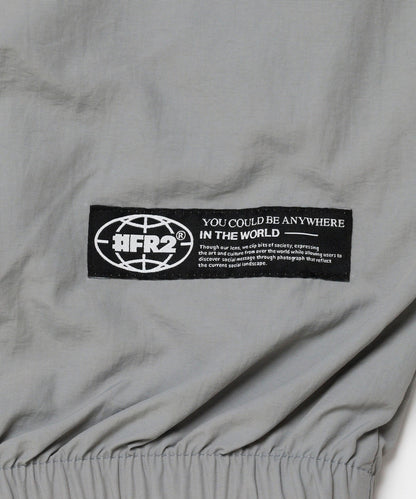 #FR2®
YOU COULD BE ANYWHERE
IN THE WORLD
Though our lens, we clip bits of society, expressing
the art and culture from over the world while allowing users to
discover social message through photograph that reflect
the current social landscape.